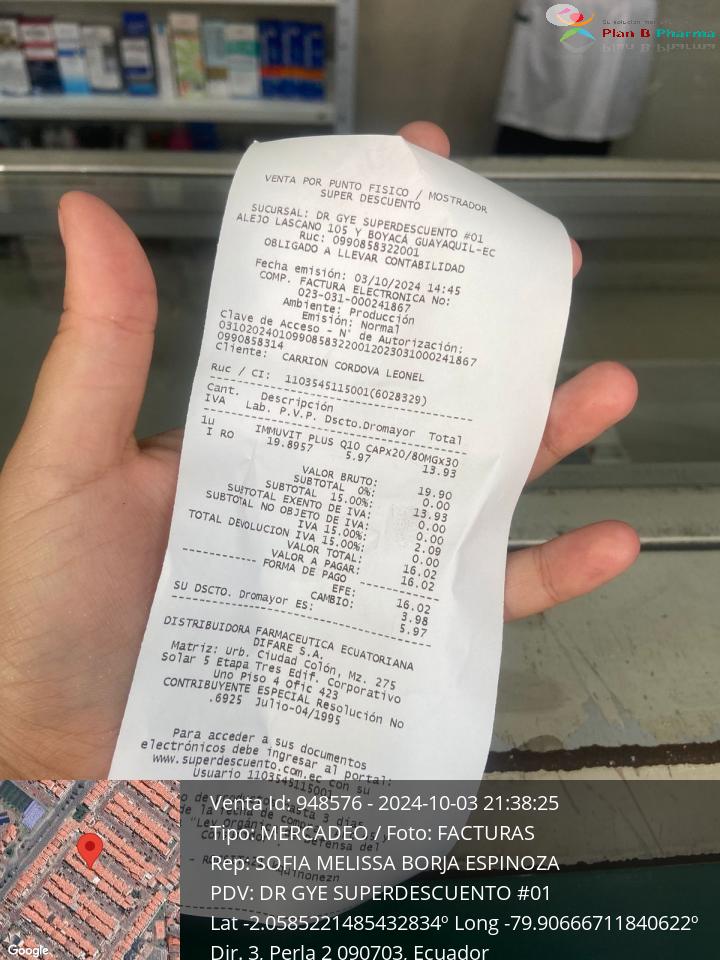 Su solución más útil
Plan B Pharma
VENTA POR PUNTO FISICO / MOSTRADOR
SUPER DESCUENTO
SUCURSAL: DR GYE SUPERDESCUENTO #01
ALEJO LASCANO 105 Y BOYACA GUAYAQUIL-EC
Ruc: 0990858322001
OBLIGADO A LLEVAR CONTABILIDAD
Fecha emisión: 03/10/2024 14:45
COMP. FACTURA ELECTRONICA No:
023-031-000241867
Ambiente: Producción
Emisión: Normal
Clave de Acceso - N° de Autorización:
031020240109908583220012023031000241867
0990858314
Cliente: CARRION CORDOVA LEONEL
Ruc / CI: 1103545115001(6028329)
Cant. Descripción
IVA Lab. P.V.P. Dscto.Dromayor Total
1u IMMUVIT PLUS Q10 CAPx20/80MGx30
I RO 19.8957 5.97 13.93
VALOR BRUTO: 19.90
SUBTOTAL 0%: 0.00
SUBTOTAL 15.00%: 13.93
SUBTOTAL EXENTO DE IVA: 0.00
SUBTOTAL NO OBJETO DE IVA: 0.00
IVA 15.00%: 2.09
TOTAL DEVOLUCION IVA 15.00%: 0.00
VALOR TOTAL: 16.02
VALOR A PAGAR: 16.02
FORMA DE PAGO
EFE: 16.02
CAMBIO: 3.98
SU DSCTO. Dromayor ES: 5.97
DISTRIBUIDORA FARMACEUTICA ECUATORIANA
DIFARE S.A.
Matriz: Urb. Ciudad Colón, Mz. 275
Solar 5 Etapa Tres Edif. Corporativo
Uno Piso 4 Ofic 423
CONTRIBUYENTE ESPECIAL Resolución No
.6925 Julio-04/1995
Para acceder a sus documentos
electrónicos debe ingresar al portal:
www.superdescuento.com.ec con su
Usuario
Venta Id: 948576 - 2024-10-03 21:38:25
Tipo: MERCADEO / Foto: FACTURAS
Rep: SOFIA MELISSA BORJA ESPINOZA
PDV: DR GYE SUPERDESCUENTO #01
Lat -2.0585221485432834º Long -79.90666711840622º
Dir. 3, Perla 2 090703, Ecuador
Google